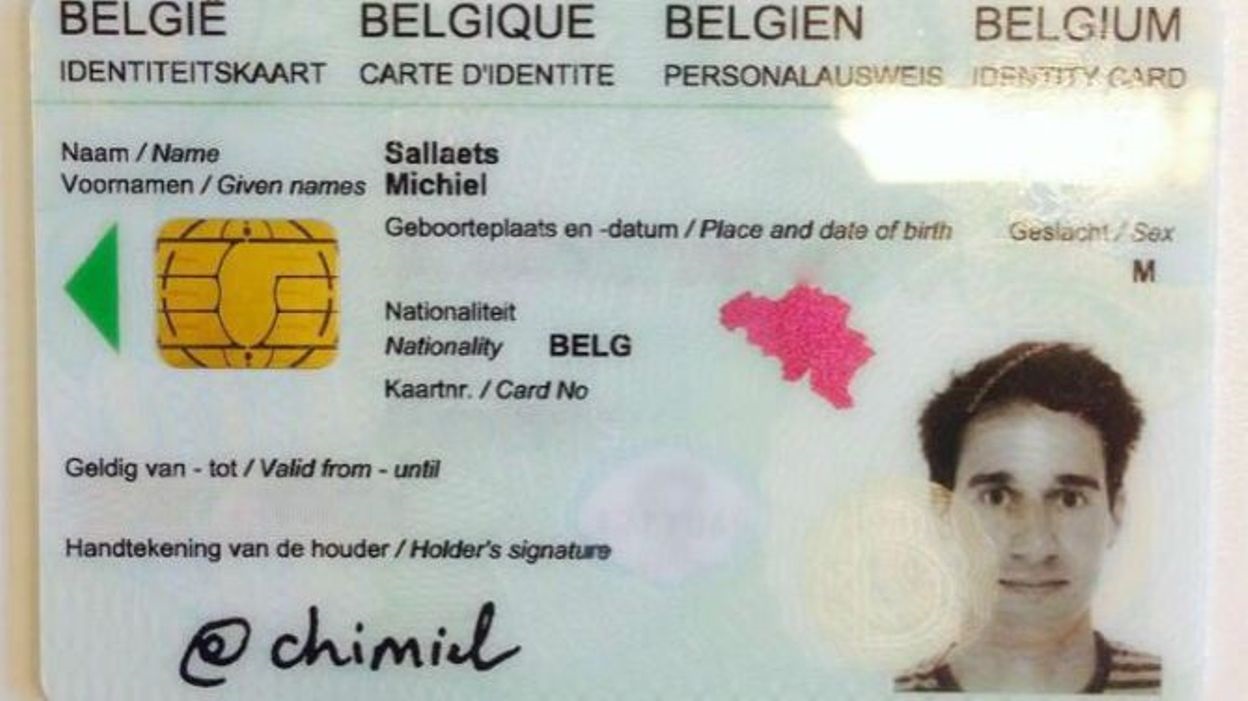 BELGIË BELGIQUE BELGIEN BELGIUM
IDENTITEITSKAART CARTE D'IDENTITE PERSONALAUSWEIS IDENTITY CARD
Naam / Name Sallaets
Voornamen / Given names Michiel
Geboorteplaats en -datum / Place and date of birth Geslacht / Sex
M
Nationaliteit
Nationality BELG
Kaartnr. / Card No
Geldig van - tot / Valid from - until
Handtekening van de houder / Holder's signature
@chimiel